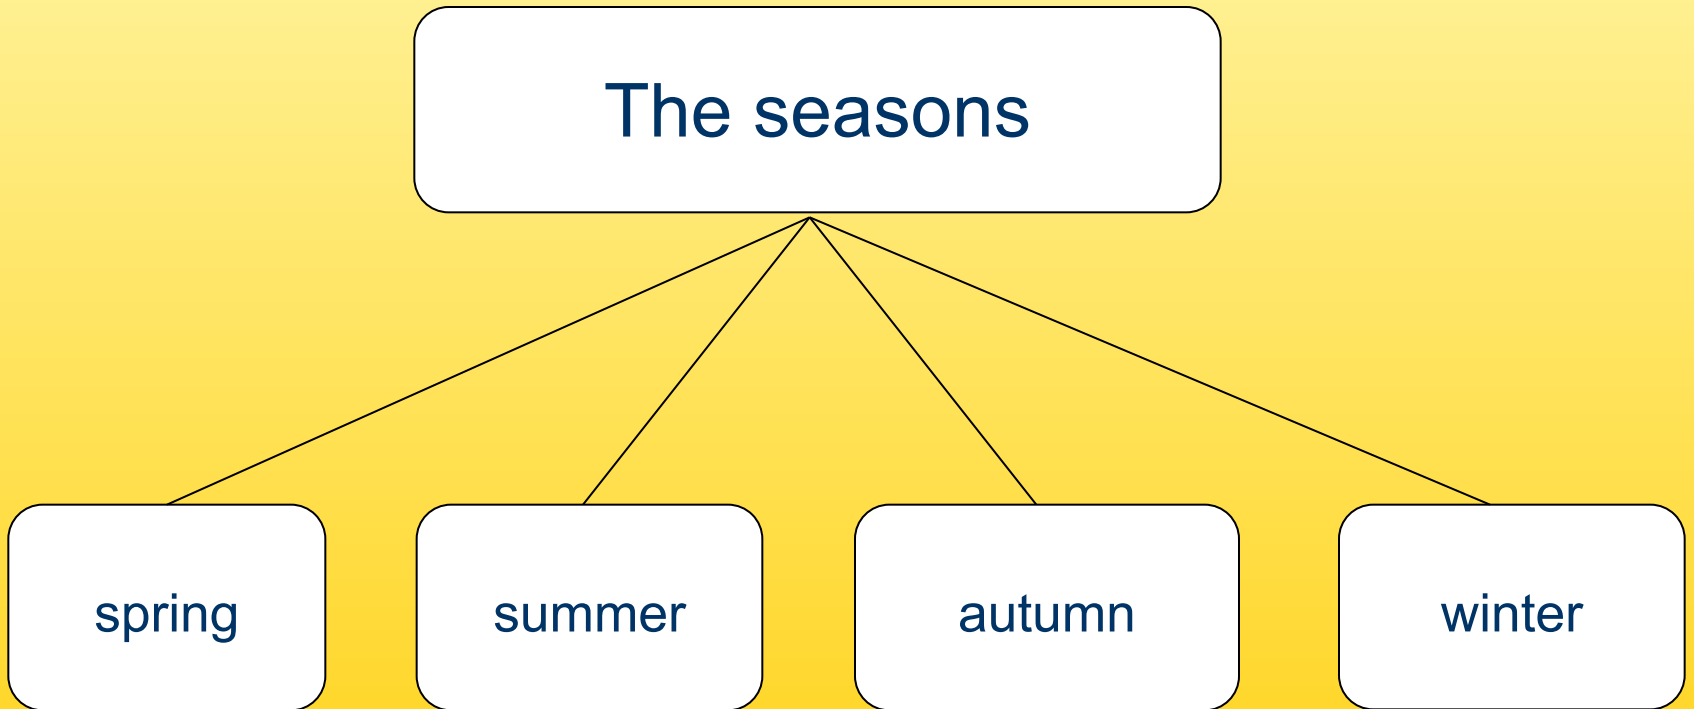 The seasons
spring
summer
autumn
winter